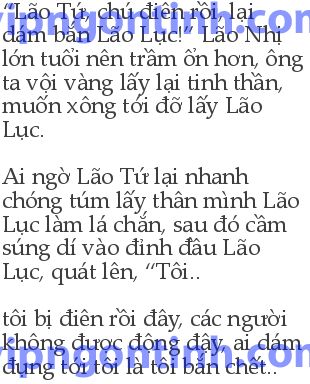 “Lão Tứ, chú điên rồi, lại
dám bắn Lão Lục!” Lão Nhị
lớn tuổi nên trầm ổn hơn, ông
ta vội vàng lấy lại tinh thần,
muốn xông tới đỡ lấy Lão
Lục.
Ai ngờ Lão Tứ lại nhanh
chóng túm lấy thân mình Lão
Lục làm lá chắn, sau đó cầm
súng dí vào đỉnh đầu Lão
Lục, quát lên, “Tôi..
tôi bị điên rồi đây, các người
không được động đậy, ai dám
đụng tới tôi là tôi bắn chết..
vipngontinh.com
vipngontinh.com